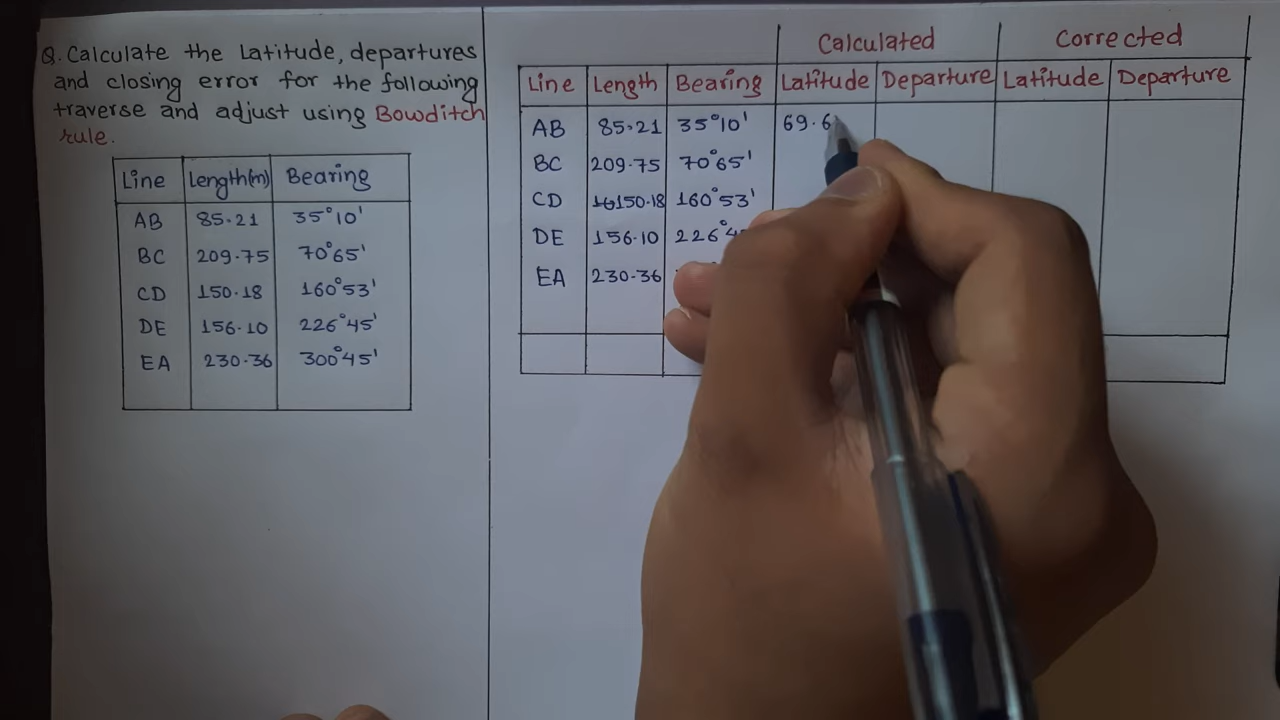 Q. Calculate the Latitude, departures
and closing error for the following
traverse and adjust using Bowditch
rule.
Line Length(m) Bearing
AB 85.21 35°10'
BC 209.75 70°65'
CD 150.18 160°53'
DE 156.10 226°45'
EA 230.36 300°45'
Calculated Corrected
Line Length Bearing Latitude Departure Latitude Departure
AB 85.21 35°10' 69.6
BC 209.75 70°65'
CD 150.18 160°53'
DE 156.10 226°
EA 230.36